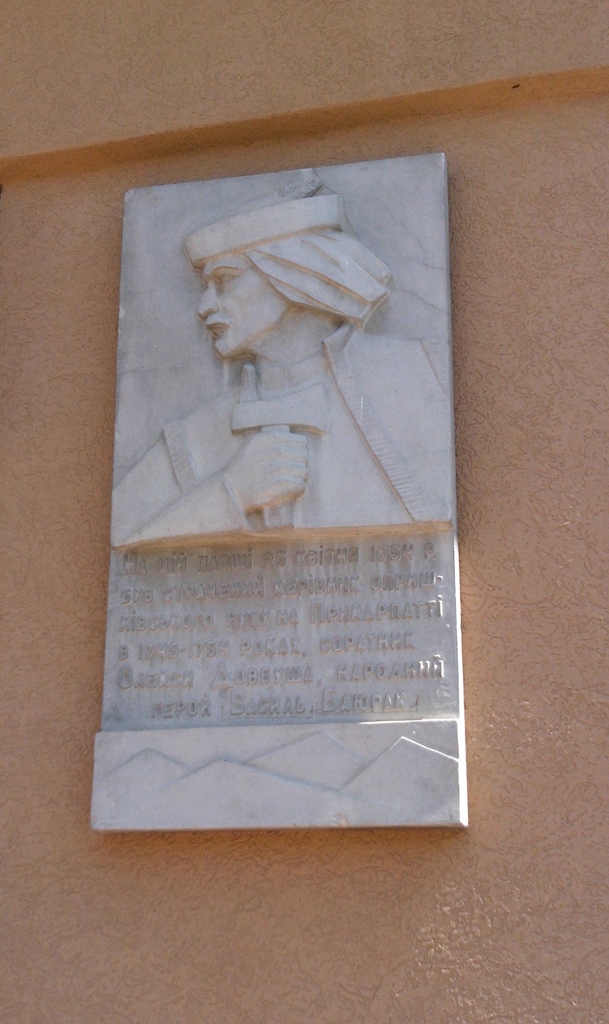 На цій площі 25 квітня 1754 р.
був страчений керівник оприш-
ківського руху на Прикарпатті
в 1745-1754 роках, соратник
Олекси Довбуша, народний
герой Василь Баюрак